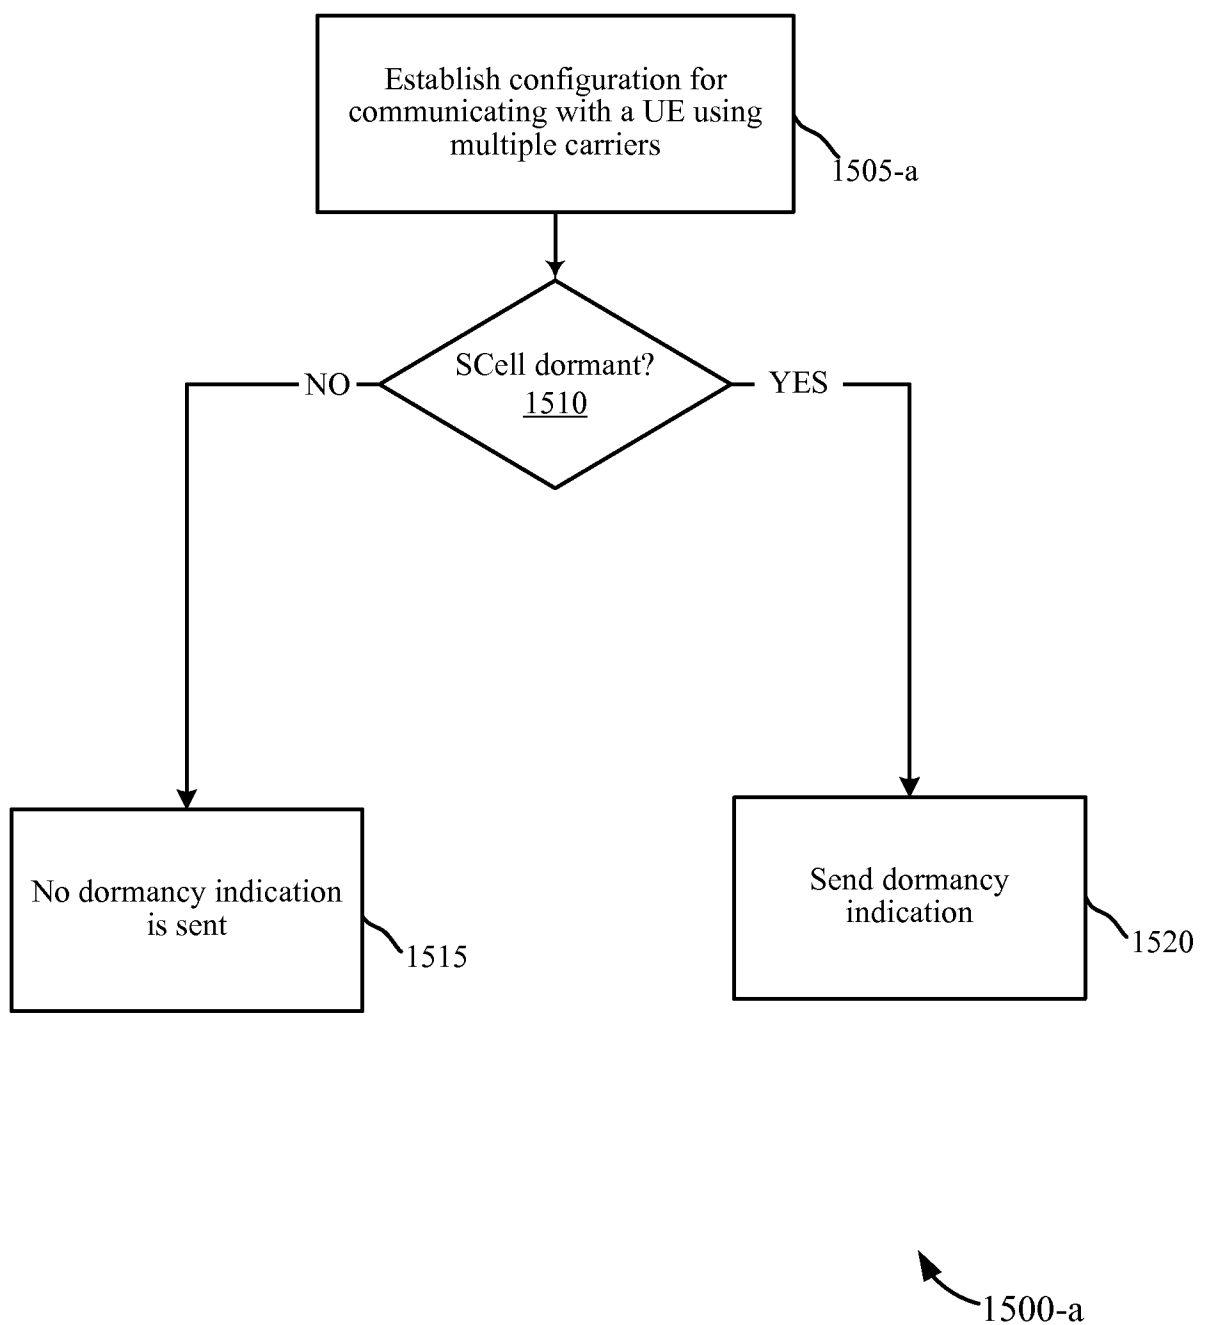 Establish configuration for
communicating with a UE using
multiple carriers
1505-a
SCell dormant?
1510
NO
YES
No dormancy indication
is sent
1515
Send dormancy
indication
1520
1500-a